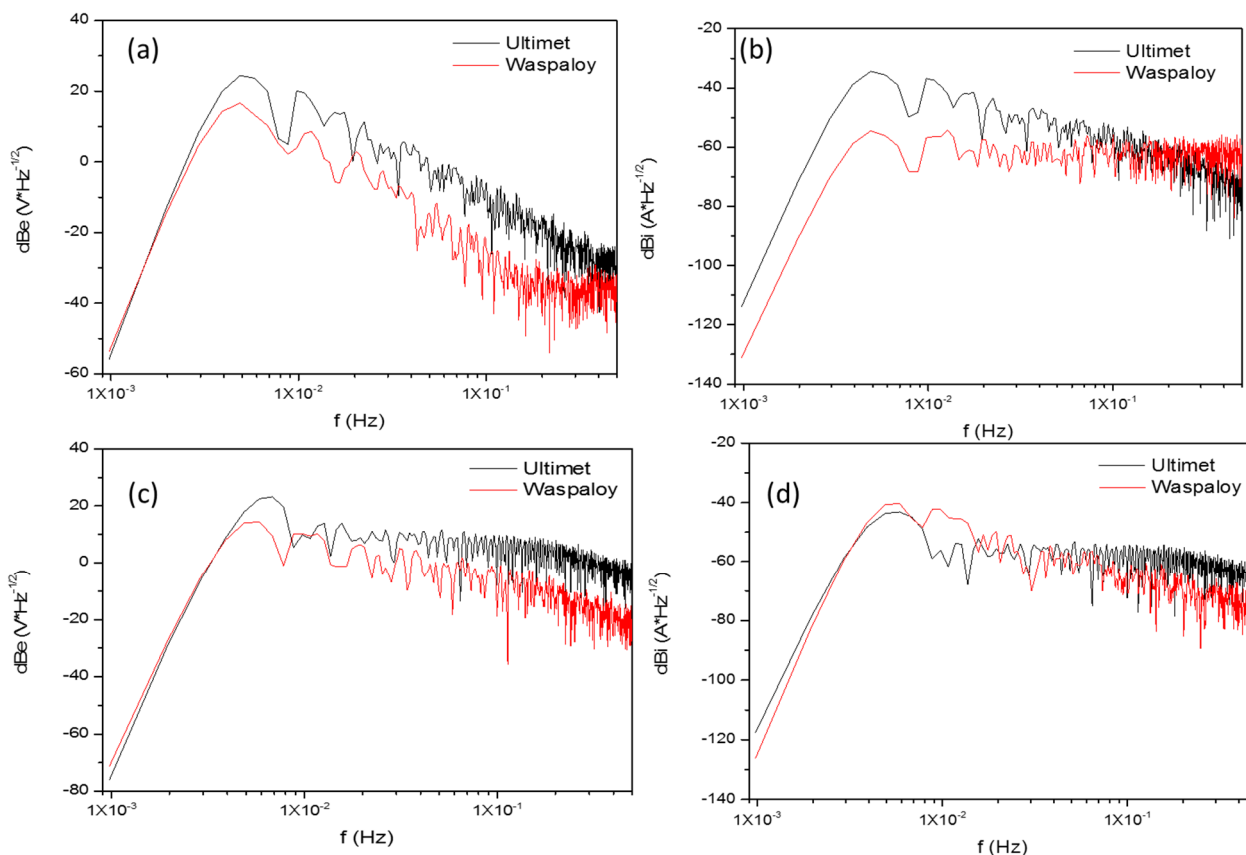 (a)
Ultimet
Waspaloy
dBe (V*Hz-1/2)
40
20
0
-20
-40
-60
1X10-3
1X10-2
1X10-1
f (Hz)
(b)
Ultimet
Waspaloy
dBi (A*Hz-1/2)
-20
-40
-60
-80
-100
-120
-140
1X10-3
1X10-2
1X10-1
f (Hz)
(c)
Ultimet
Waspaloy
dBe (V*Hz-1/2)
40
20
0
-20
-40
-60
-80
1X10-3
1X10-2
1X10-1
f (Hz)
(d)
Ultimet
Waspaloy
dBi (A*Hz-1/2)
-20
-40
-60
-80
-100
-120
-140
1X10-3
1X10-2
1X10-1
f (Hz)